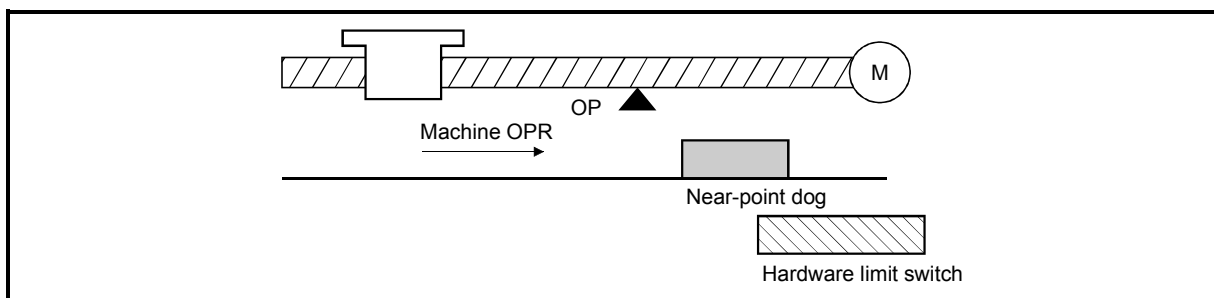 M
OP
Machine OPR
Near-point dog
Hardware limit switch